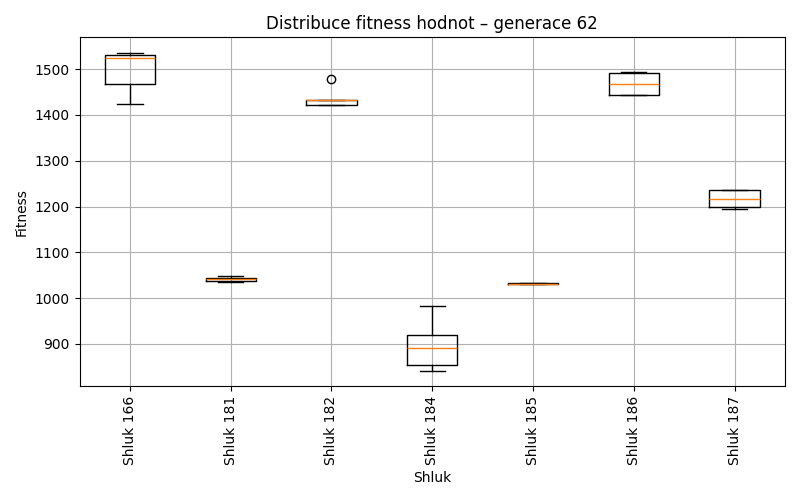 Distribuce fitness hodnot – generace 62
Fitness
1500
1400
1300
1200
1100
1000
900
Shluk 166
Shluk 181
Shluk 182
Shluk 184
Shluk 185
Shluk 186
Shluk 187
Shluk